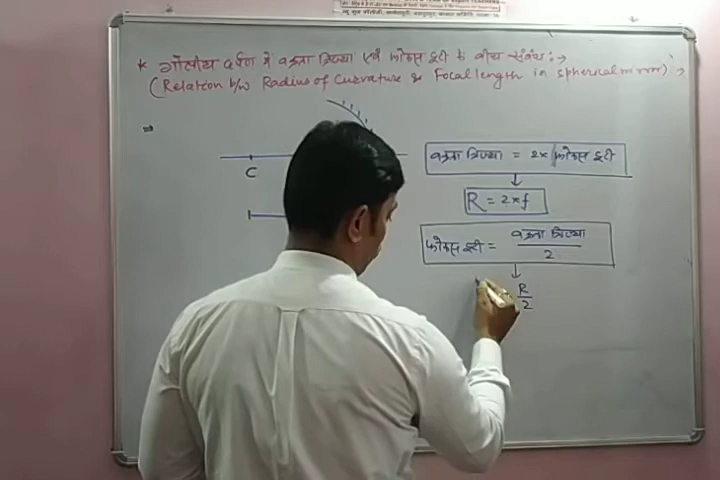 * गोलीय दर्पण में वक्रता त्रिज्या एवं फोकस दूरी के बीच संबंध :→
(Relation b/w Radius of Curvature & Focal length in spherical mirror) →
⇒
C
वक्रता त्रिज्या = 2 × फोकस दूरी
↓
R = 2 × f
फोकस दूरी = वक्रता त्रिज्या / 2
↓
R / 2